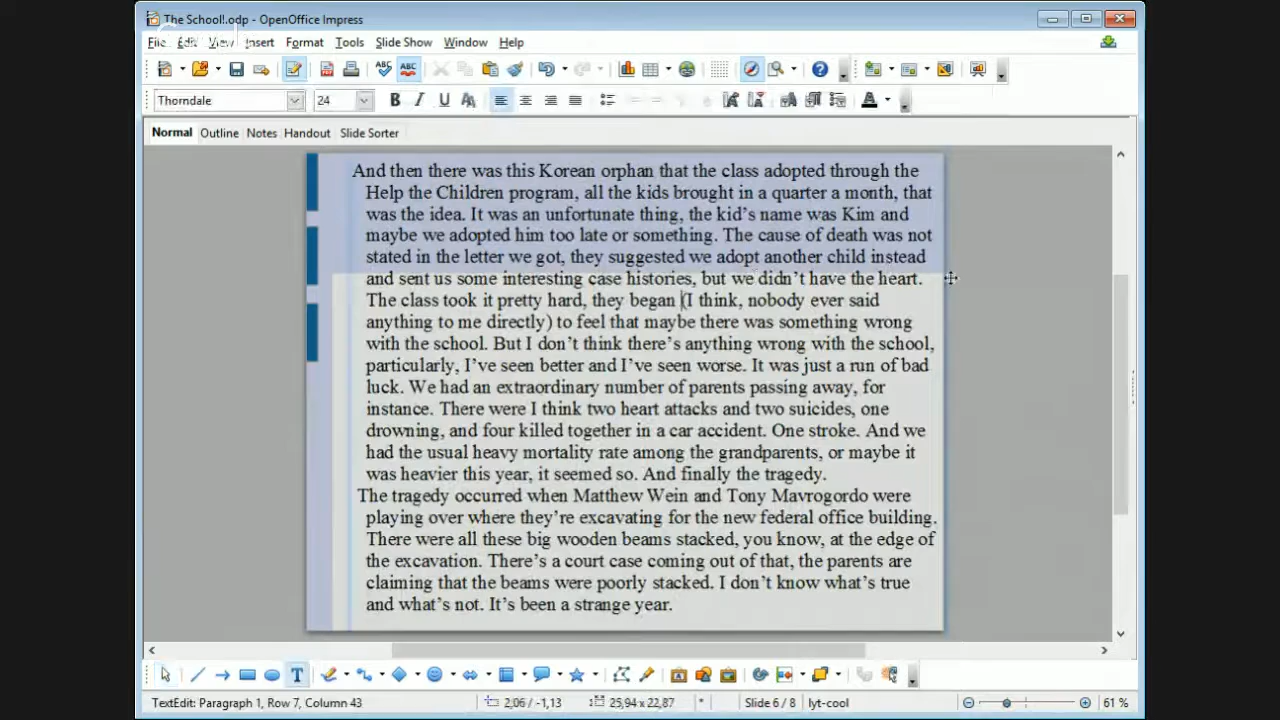 The School!.odp - OpenOffice Impress
File Edit View Insert Format Tools Slide Show Window Help
Thorndale 24
Normal Outline Notes Handout Slide Sorter
And then there was this Korean orphan that the class adopted through the
Help the Children program, all the kids brought in a quarter a month, that
was the idea. It was an unfortunate thing, the kid’s name was Kim and
maybe we adopted him too late or something. The cause of death was not
stated in the letter we got, they suggested we adopt another child instead
and sent us some interesting case histories, but we didn’t have the heart.
The class took it pretty hard, they began (I think, nobody ever said
anything to me directly) to feel that maybe there was something wrong
with the school. But I don’t think there’s anything wrong with the school,
particularly, I’ve seen better and I’ve seen worse. It was just a run of bad
luck. We had an extraordinary number of parents passing away, for
instance. There were I think two heart attacks and two suicides, one
drowning, and four killed together in a car accident. One stroke. And we
had the usual heavy mortality rate among the grandparents, or maybe it
was heavier this year, it seemed so. And finally the tragedy.
The tragedy occurred when Matthew Wein and Tony Mavrogordo were
playing over where they’re excavating for the new federal office building.
There were all these big wooden beams stacked, you know, at the edge of
the excavation. There’s a court case coming out of that, the parents are
claiming that the beams were poorly stacked. I don’t know what’s true
and what’s not. It’s been a strange year.
TextEdit: Paragraph 1, Row 7, Column 43 2,06 / -1,13 25,94 x 22,87 * Slide 6 / 8 lyt-cool 61 %